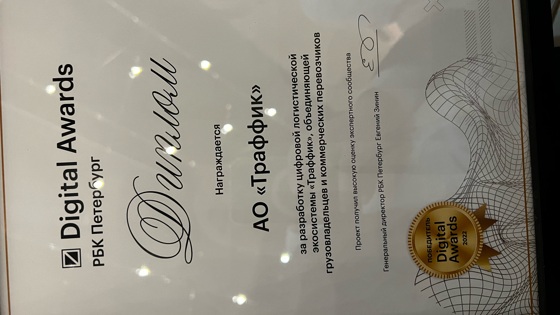 Digital Awards
РБК Петербург
Диплом
Награждается
АО «Траффик»
за разработку цифровой логистической
экосистемы «Траффик», объединяющей
грузовладельцев и коммерческих перевозчиков
Проект получил высокую оценку экспертного сообщества
Генеральный директор РБК Петербург Евгений Зинин
ПОБЕДИТЕЛЬ
Digital
Awards
2022